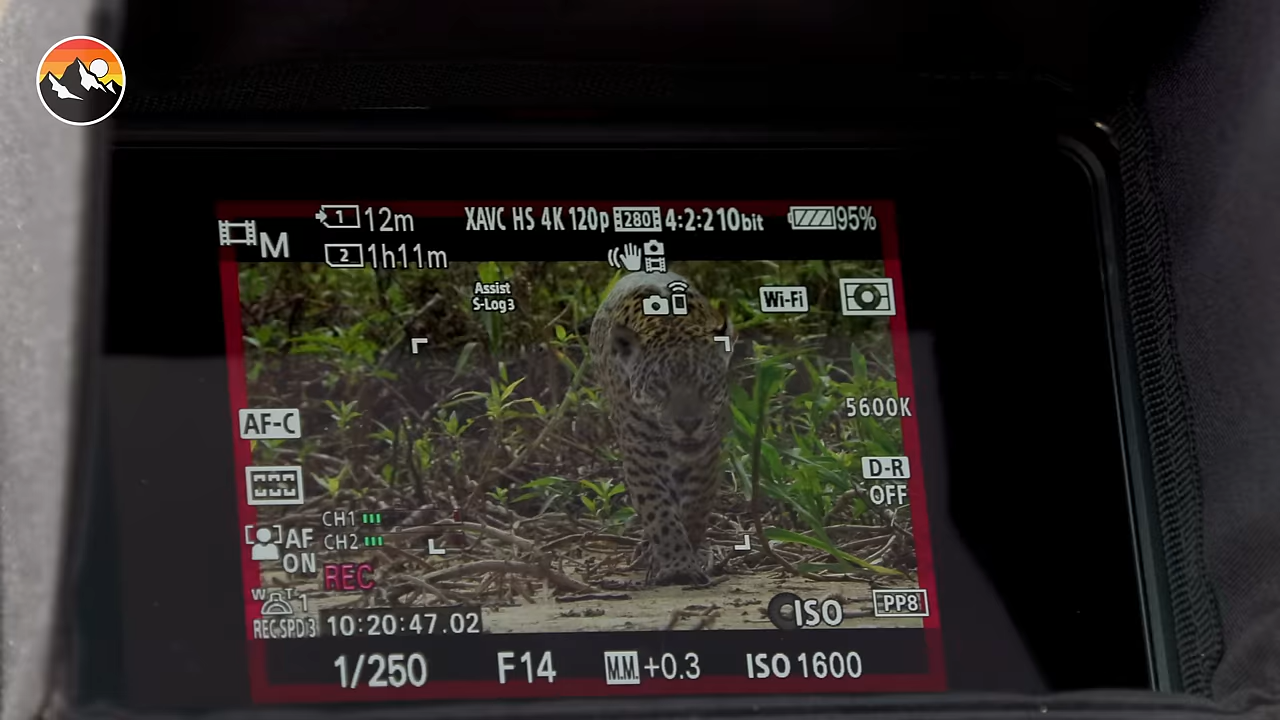 M 1 12m XAVC HS 4K 120p 280 4:2:2 10bit 95%
2 1h11m
Assist
S-Log3
Wi-Fi
5600K
AF-C
D-R
OFF
CH1
CH2
AF
ON
REC
W T 1
REC SPD 3
10:20:47.02
ISO
PP8
1/250 F14 M.M. +0.3 ISO 1600